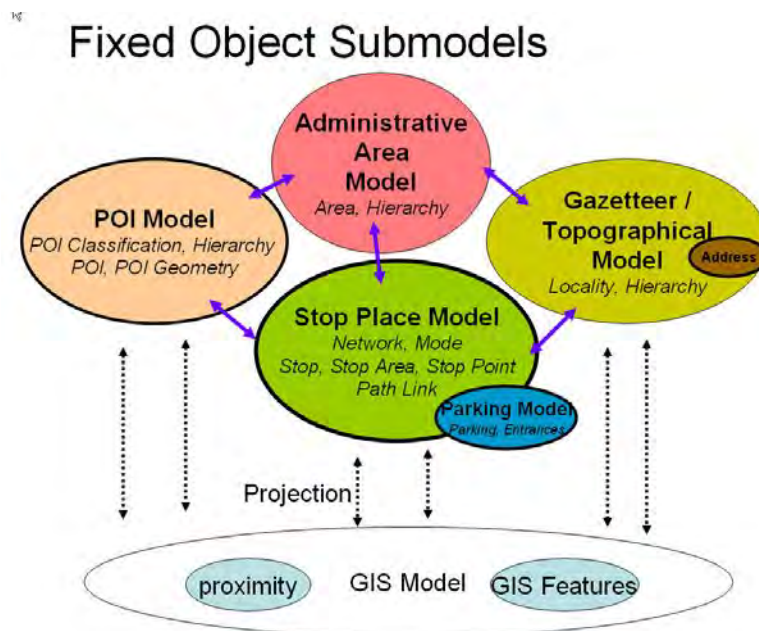 Fixed Object Submodels
Administrative
Area
Model
Area, Hierarchy
POI Model
POI Classification, Hierarchy
POI, POI Geometry
Gazetteer /
Topographical
Model
Locality, Hierarchy
Address
Stop Place Model
Network, Mode
Stop, Stop Area, Stop Point
Path Link
Parking Model
Parking, Entrances
Projection
proximity
GIS Model
GIS Features